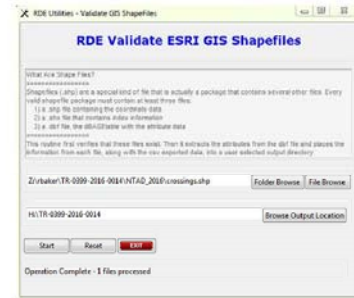 RDE Utilities - Validate GIS ShapeFiles
RDE Validate ESRI GIS Shapefiles
What Are Shape Files?
================
Shapefiles (.shp) are a special kind of file that is actually a package that contains several other files. Every
valid shapefile package must contain at least three files:
1) a .shp file containing the coordinate data
2) a .shx file that contains index information
3) a .dbf file, the dBASEtable with the attribute data
================
This routine first verifies that these files exist. Then it extracts the attributes from the dbf file and places the
information from each file, along with the csv exported data, into a user selected output directory
Z:\rbaker\TR-0399-2016-0014\NTAD_2016\crossings.shp
Folder Browse
File Browse
H:\TR-0399-2016-0014
Browse Output Location
Start
Reset
EXIT
Operation Complete - 1 files processed